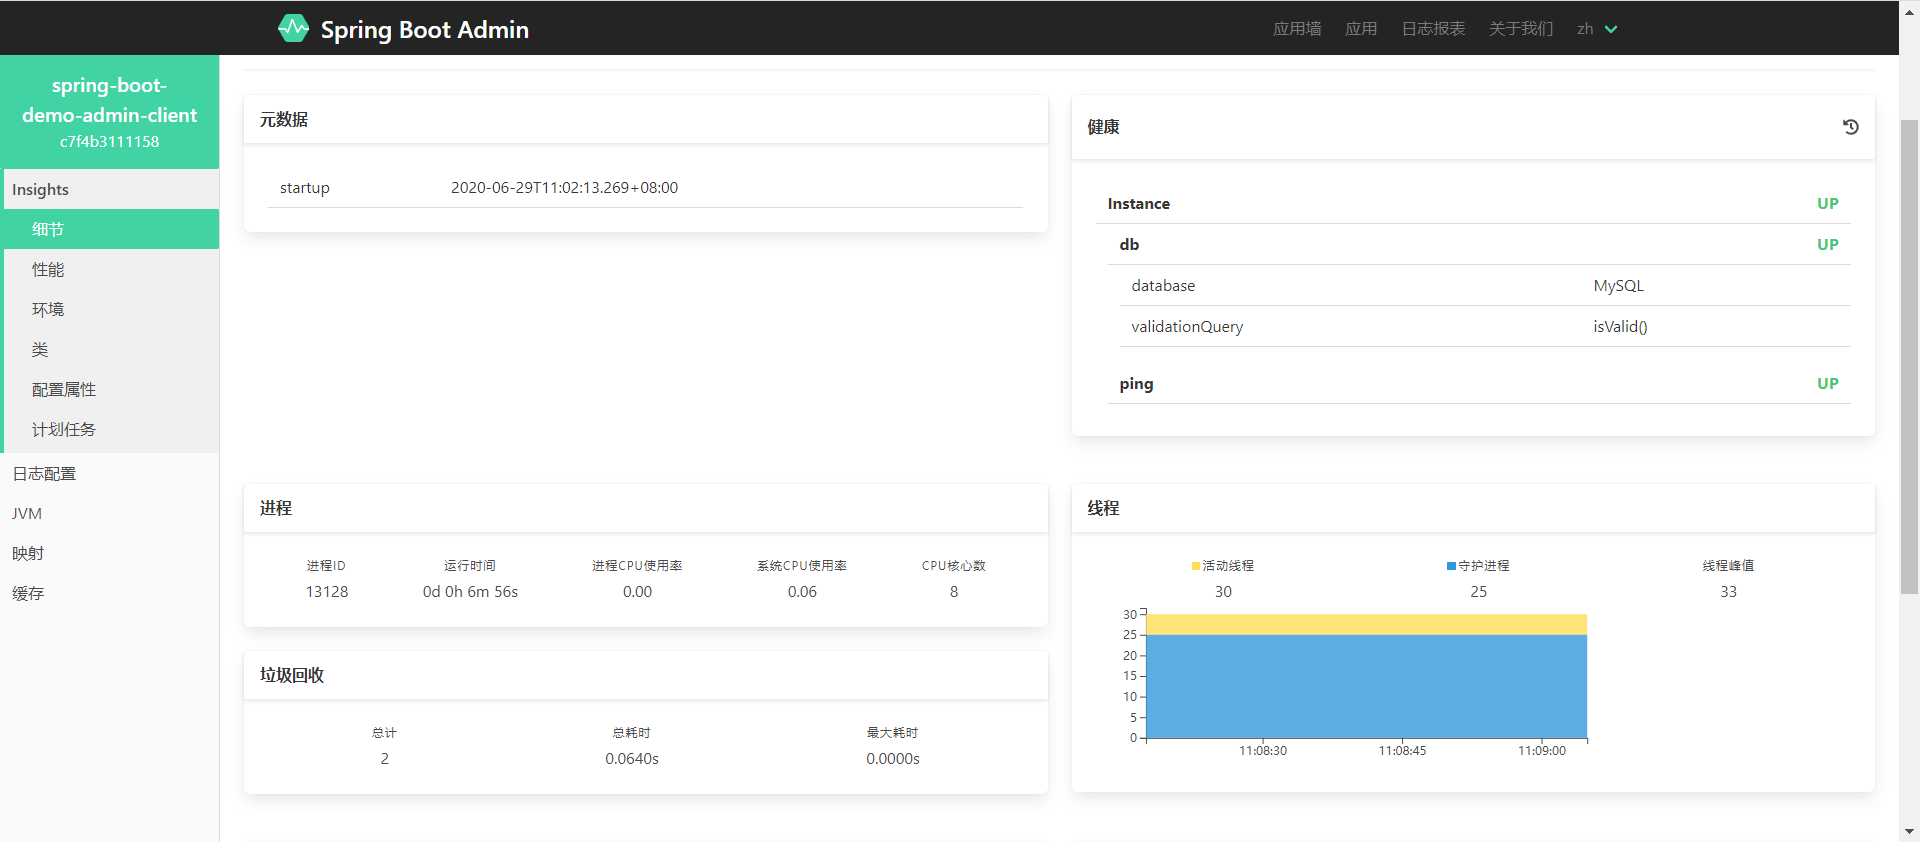 Spring Boot Admin
应用墙 应用 日志报表 关于我们 zh
spring-boot-
demo-admin-client
c7f4b3111158
Insights
细节
性能
环境
类
配置属性
计划任务
日志配置
JVM
映射
缓存
元数据
startup 2020-06-29T11:02:13.269+08:00
健康
Instance UP
db UP
database MySQL
validationQuery isValid()
ping UP
进程
进程ID 运行时间 进程CPU使用率 系统CPU使用率 CPU核心数
13128 0d 0h 6m 56s 0.00 0.06 8
垃圾回收
总计 总耗时 最大耗时
2 0.0640s 0.0000s
线程
活动线程 守护进程 线程峰值
30 25 33
30
25
20
15
10
5
0
11:08:30 11:08:45 11:09:00